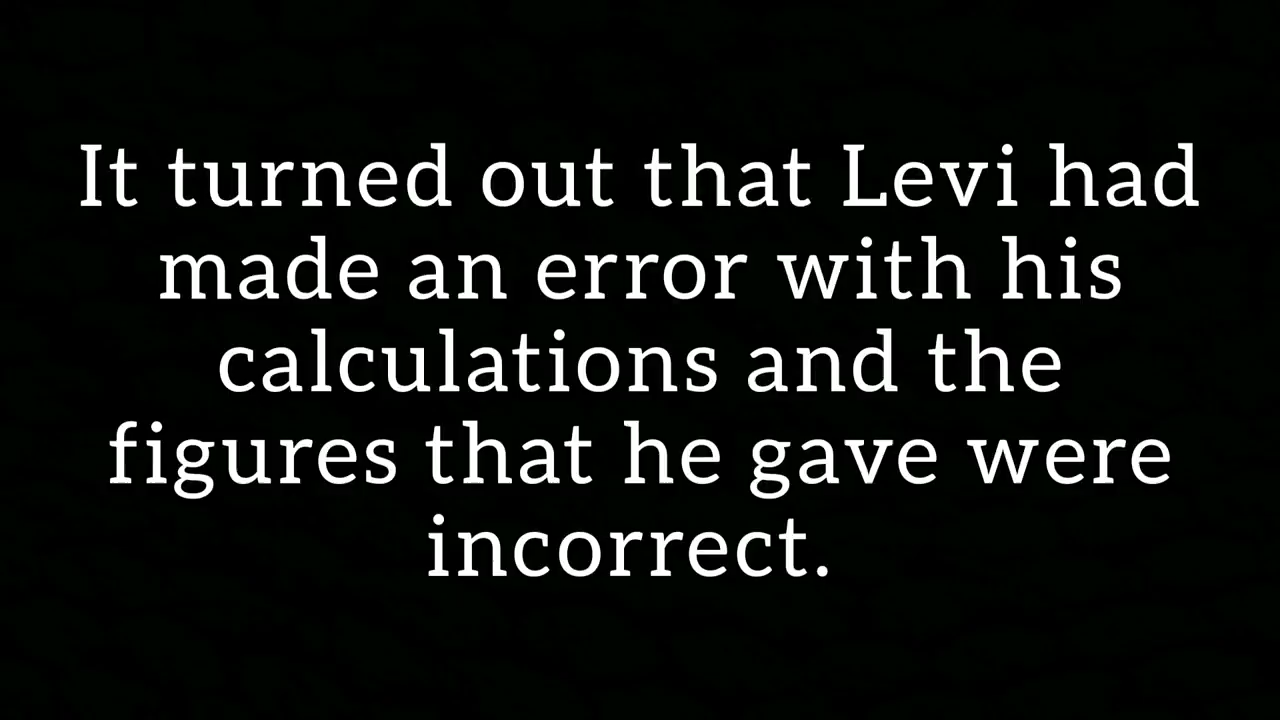 It turned out that Levi had
made an error with his
calculations and the
figures that he gave were
incorrect.